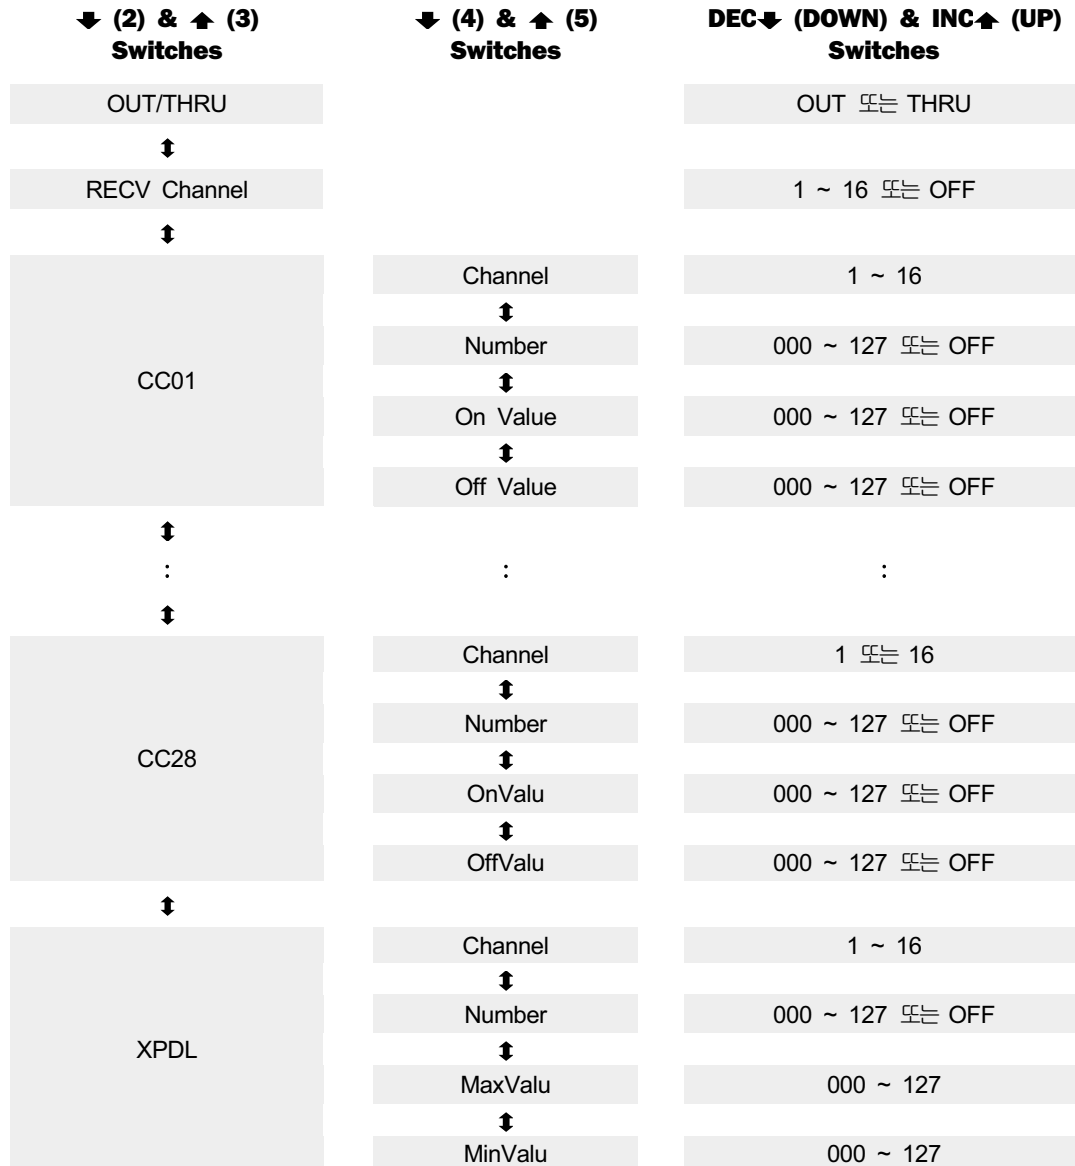 🡇 (2) & 🡅 (3) 🡇 (4) & 🡅 (5) DEC🡇 (DOWN) & INC🡅 (UP)
Switches Switches Switches
OUT/THRU OUT 또는 THRU
RECV Channel 1 ~ 16 또는 OFF
CC01
Channel 1 ~ 16
Number 000 ~ 127 또는 OFF
On Value 000 ~ 127 또는 OFF
Off Value 000 ~ 127 또는 OFF
: : :
CC28
Channel 1 또는 16
Number 000 ~ 127 또는 OFF
OnValu 000 ~ 127 또는 OFF
OffValu 000 ~ 127 또는 OFF
XPDL
Channel 1 ~ 16
Number 000 ~ 127 또는 OFF
MaxValu 000 ~ 127
MinValu 000 ~ 127